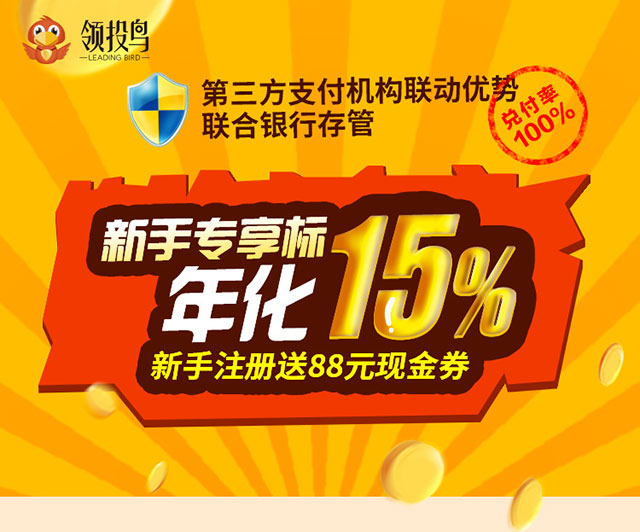 领投鸟
LEADING BIRD
第三方支付机构联动优势
联合银行存管
兑付率
100%
新手专享标
年化15%
新手注册送88元现金券